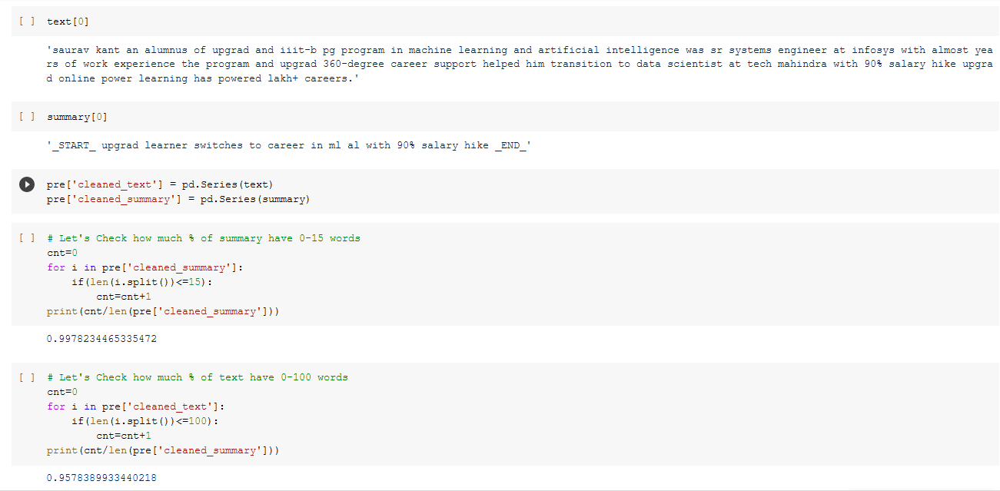 [ ] text[0]
'saurav kant an alumnus of upgrad and iiit-b pg program in machine learning and artificial intelligence was sr systems engineer at infosys with almost yea
rs of work experience the program and upgrad 360-degree career support helped him transition to data scientist at tech mahindra with 90% salary hike upgra
d online power learning has powered lakh+ careers.'
[ ] summary[0]
'_START_ upgrad learner switches to career in ml al with 90% salary hike _END_'
pre['cleaned_text'] = pd.Series(text)
pre['cleaned_summary'] = pd.Series(summary)
[ ] # Let's Check how much % of summary have 0-15 words
cnt=0
for i in pre['cleaned_summary']:
    if(len(i.split())<=15):
        cnt=cnt+1
print(cnt/len(pre['cleaned_summary']))
0.9978234465335472
[ ] # Let's Check how much % of text have 0-100 words
cnt=0
for i in pre['cleaned_text']:
    if(len(i.split())<=100):
        cnt=cnt+1
print(cnt/len(pre['cleaned_summary']))
0.9578389933440218